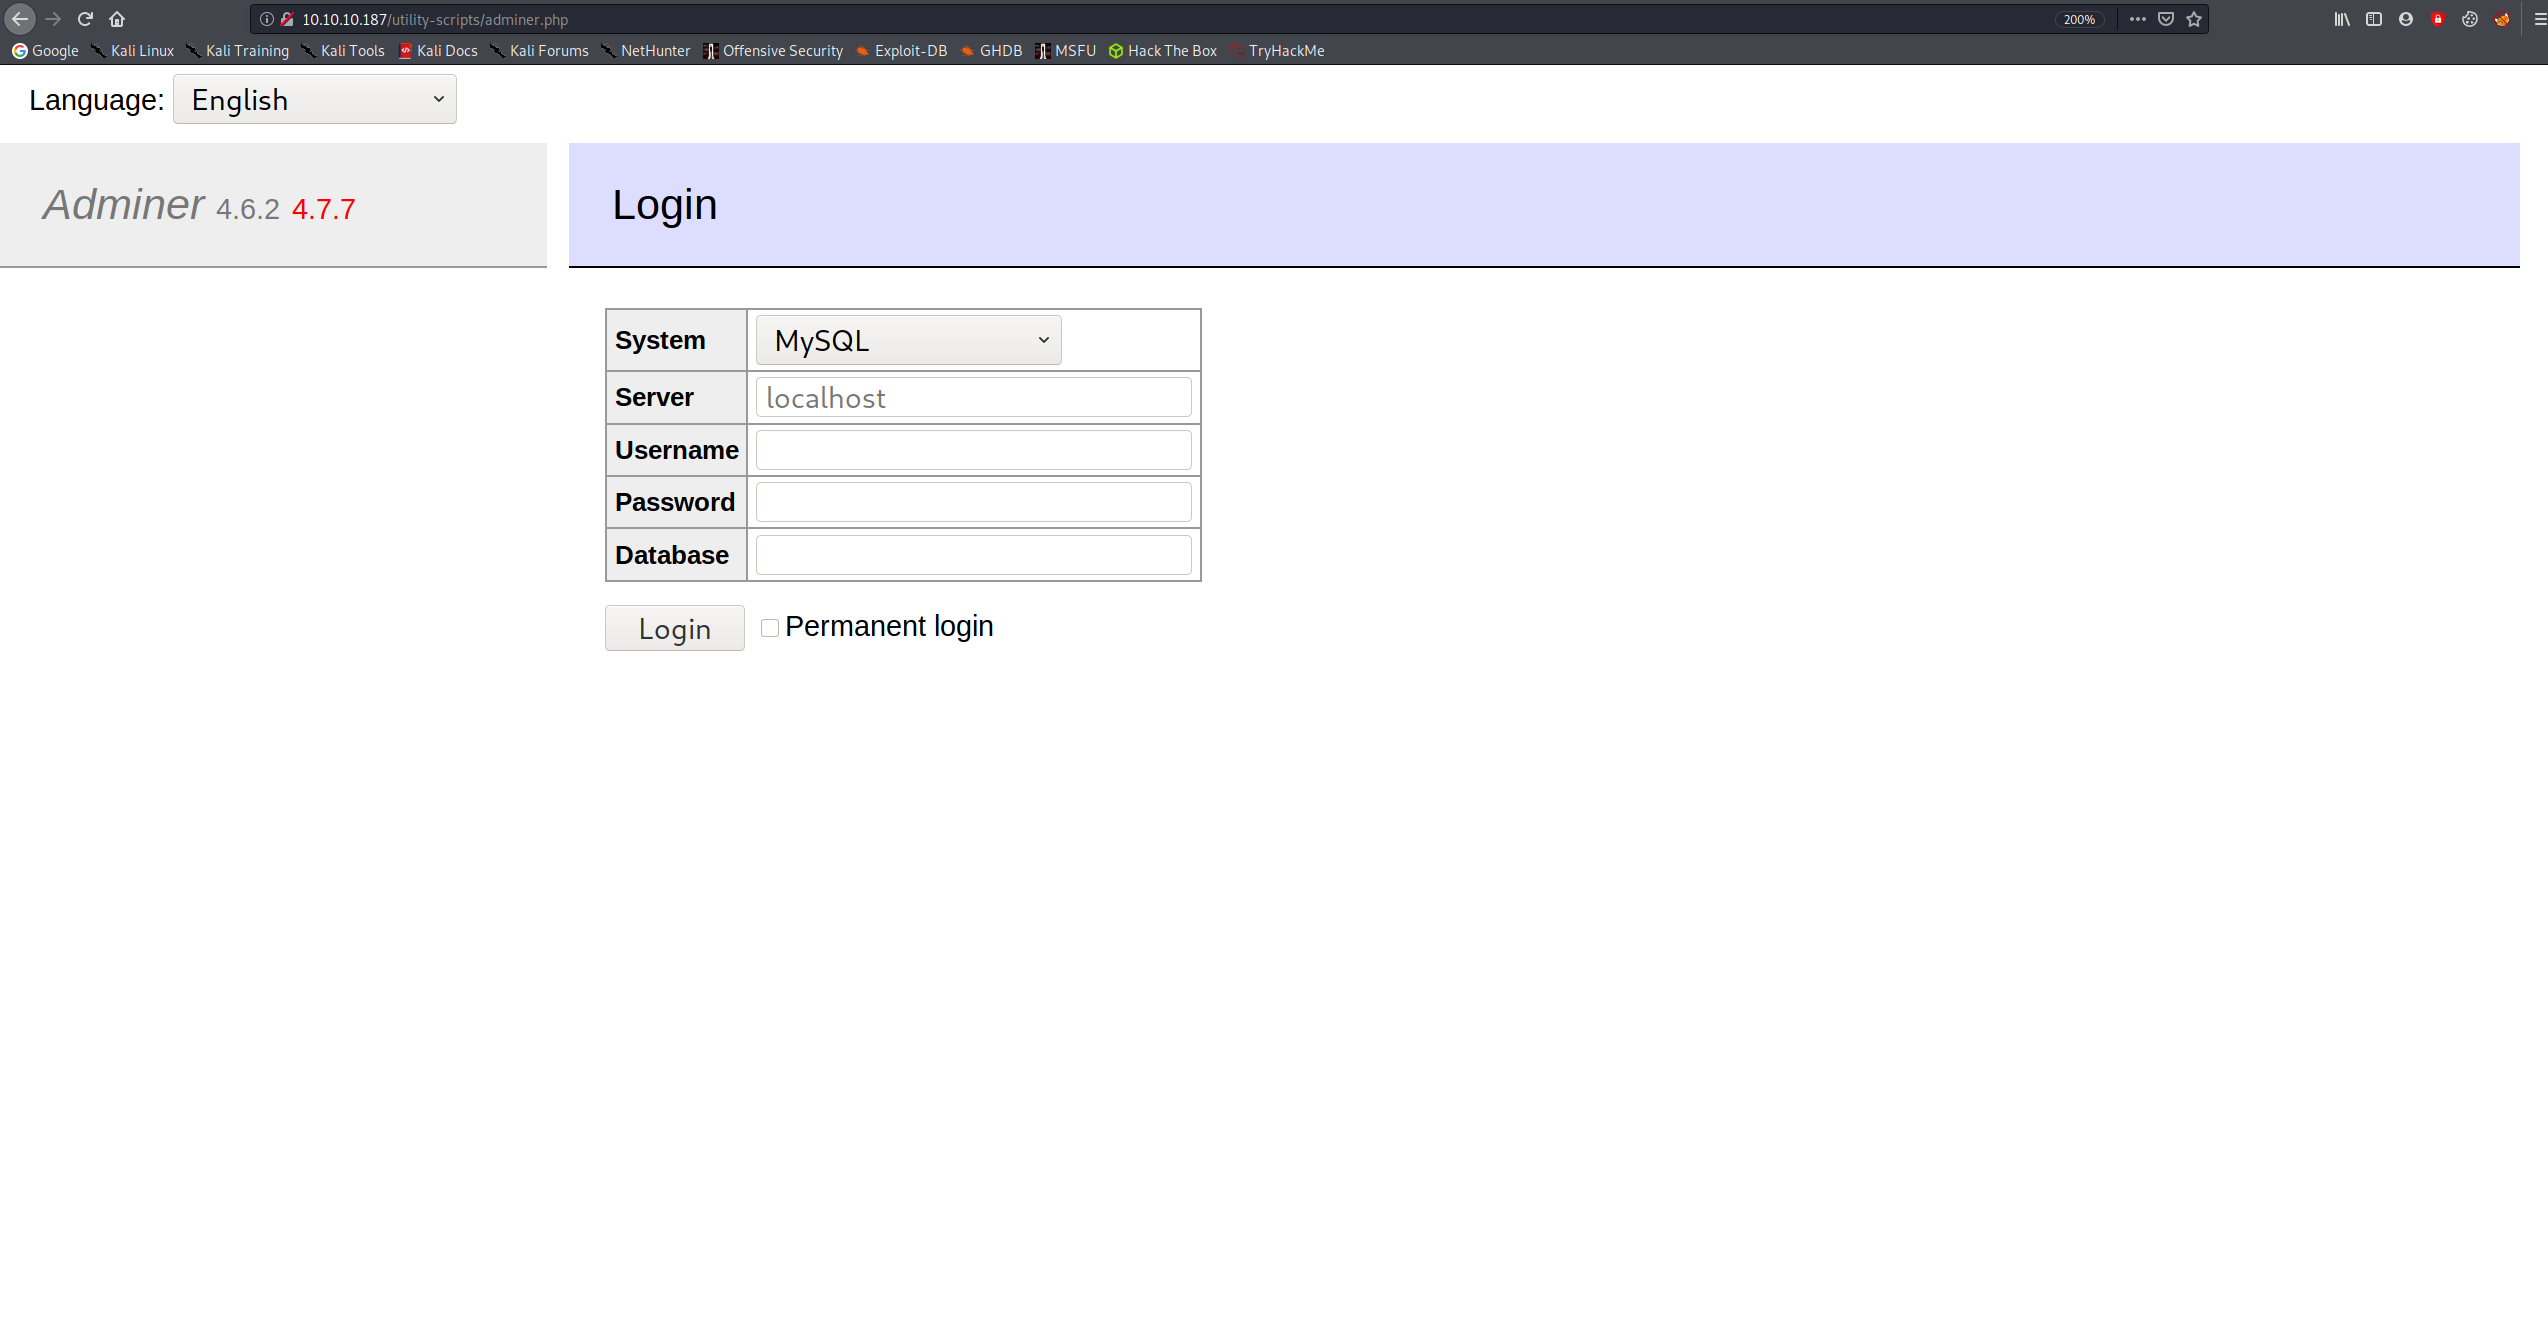 10.10.10.187/utility-scripts/adminer.php 200%
Google Kali Linux Kali Training Kali Tools Kali Docs Kali Forums NetHunter Offensive Security Exploit-DB GHDB MSFU Hack The Box TryHackMe
Language: English
Adminer 4.6.2 4.7.7
Login
System MySQL
Server localhost
Username
Password
Database
Login Permanent login